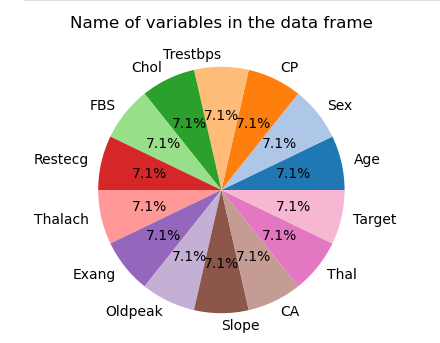 Name of variables in the data frame
Trestbps
Chol
CP
FBS
Sex
Restecg
Age
Thalach
Target
Exang
Thal
Oldpeak
CA
Slope
7.1%
7.1%
7.1%
7.1%
7.1%
7.1%
7.1%
7.1%
7.1%
7.1%
7.1%
7.1%
7.1%
7.1%